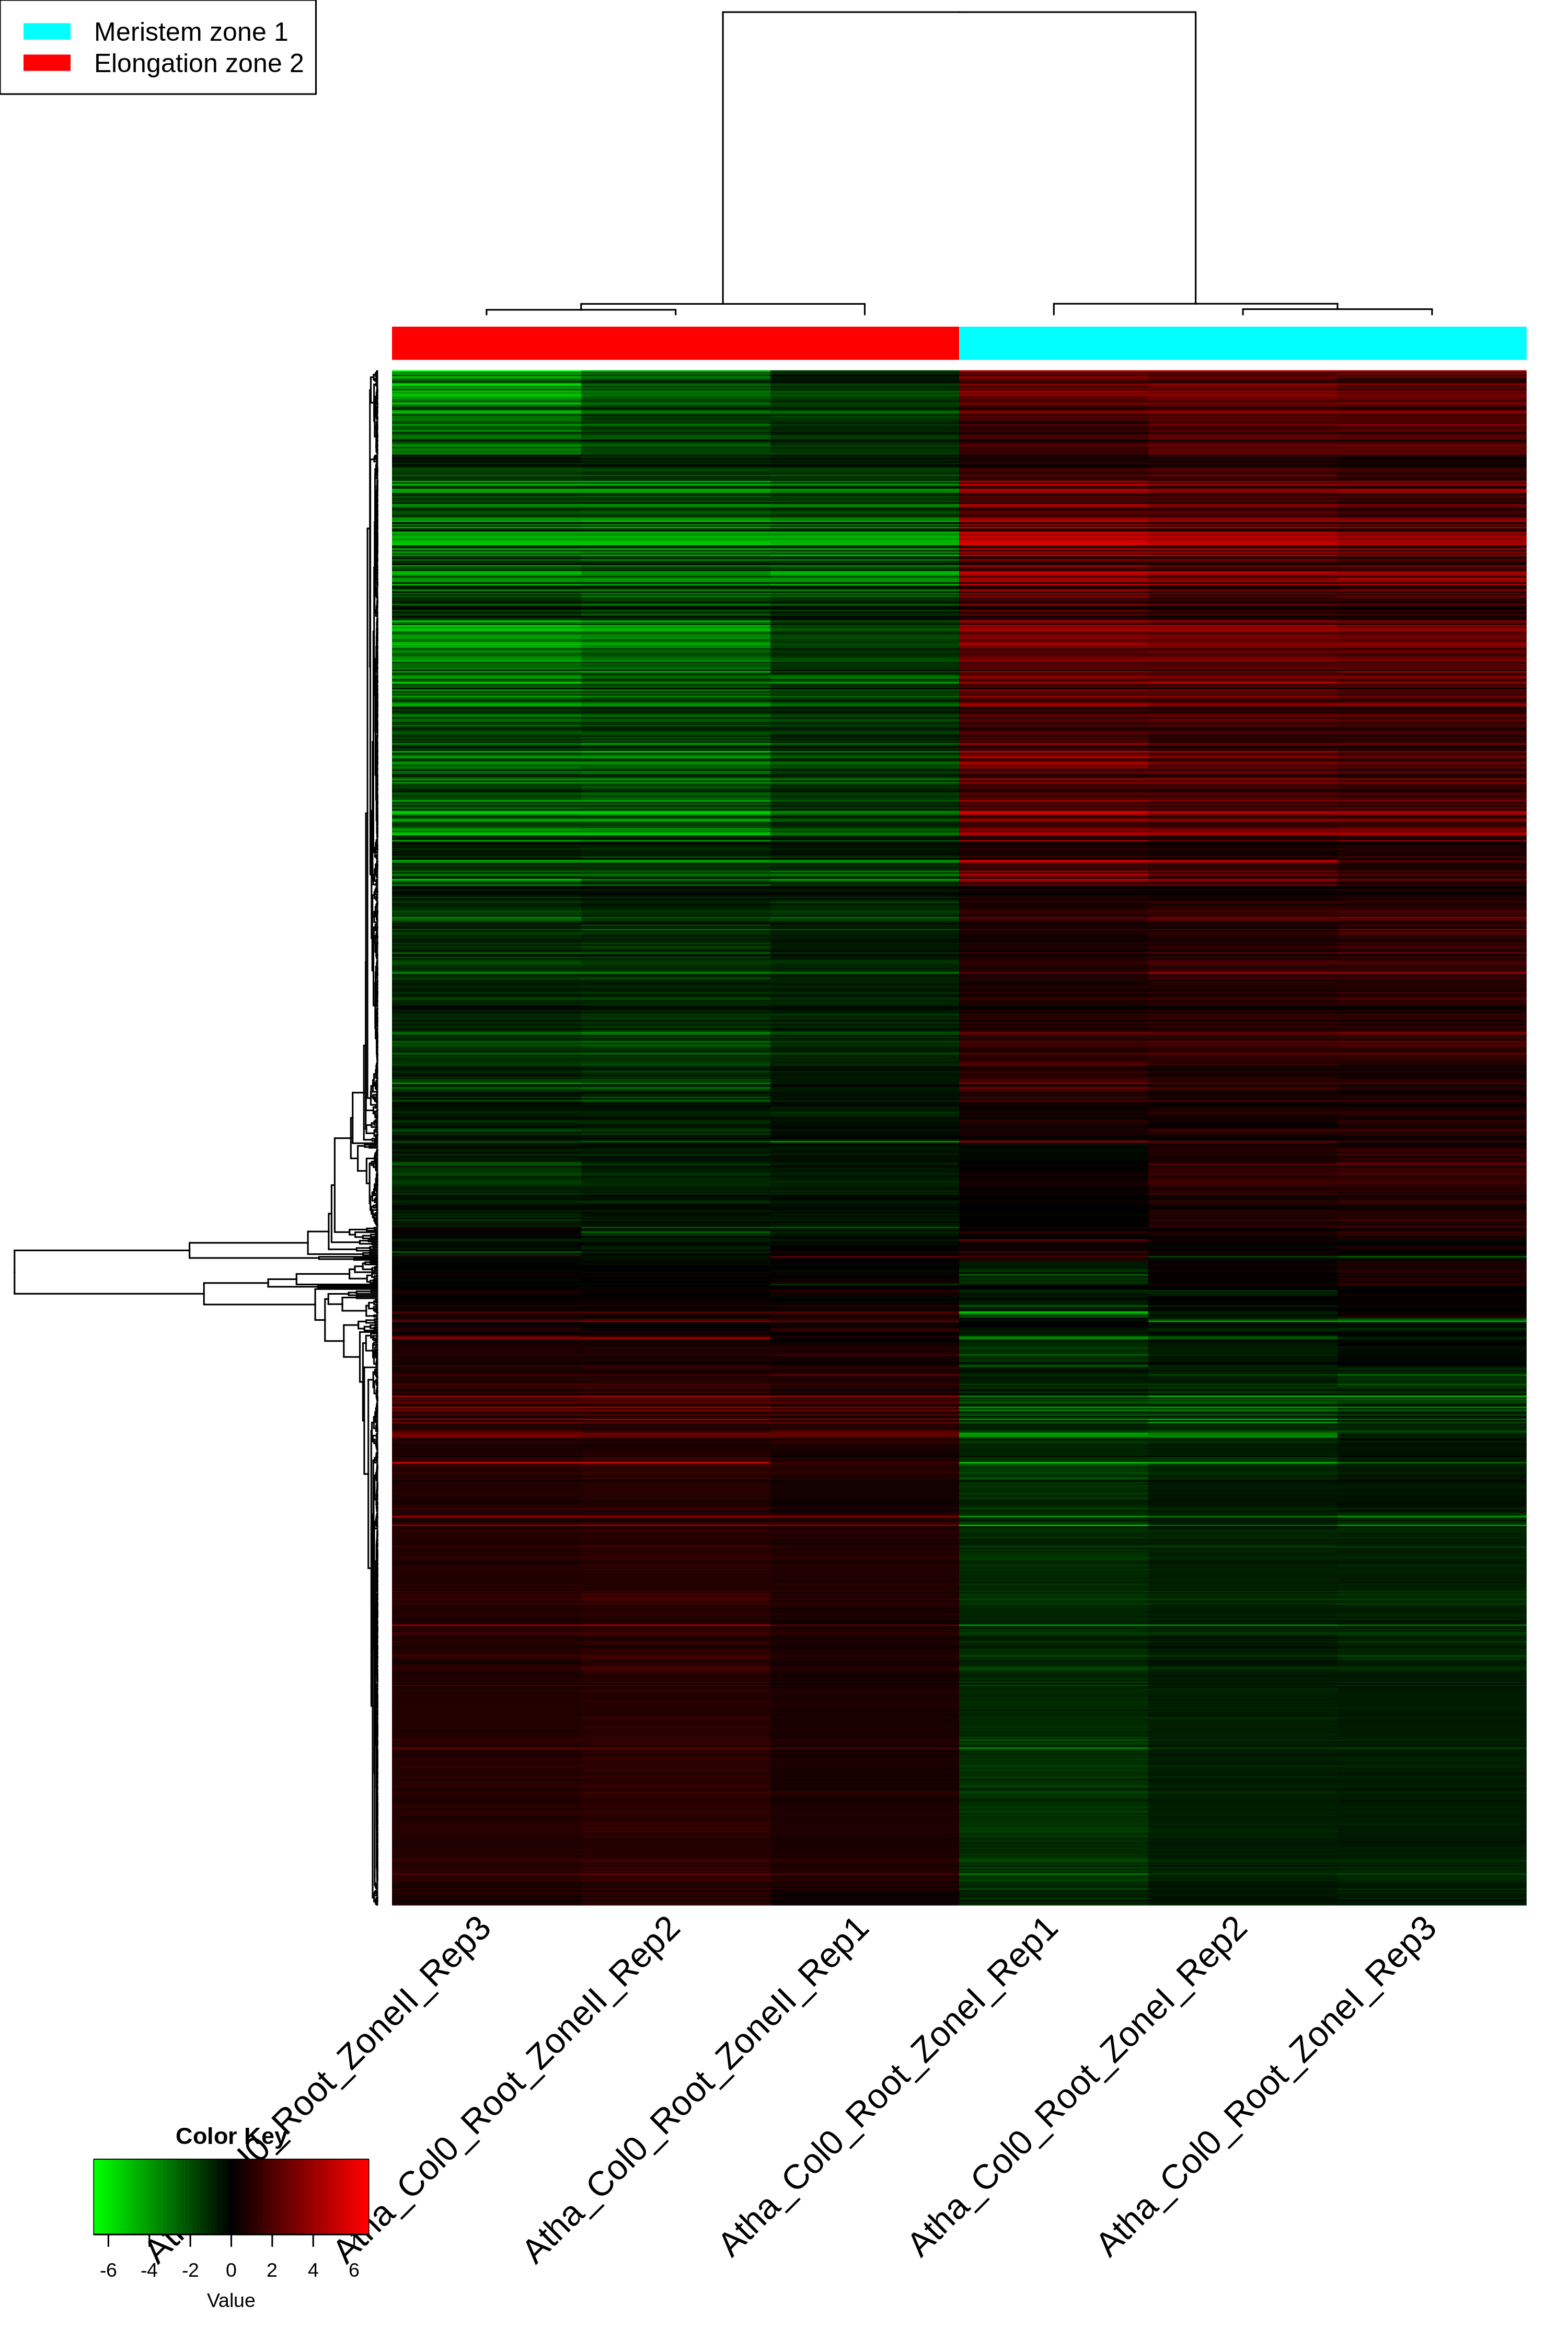 Meristem zone 1
Elongation zone 2
Atha_Col0_Root_ZoneII_Rep3
Atha_Col0_Root_ZoneII_Rep2
Atha_Col0_Root_ZoneII_Rep1
Atha_Col0_Root_ZoneI_Rep1
Atha_Col0_Root_ZoneI_Rep2
Atha_Col0_Root_ZoneI_Rep3
Color Key
-6 -4 -2 0 2 4 6
Value